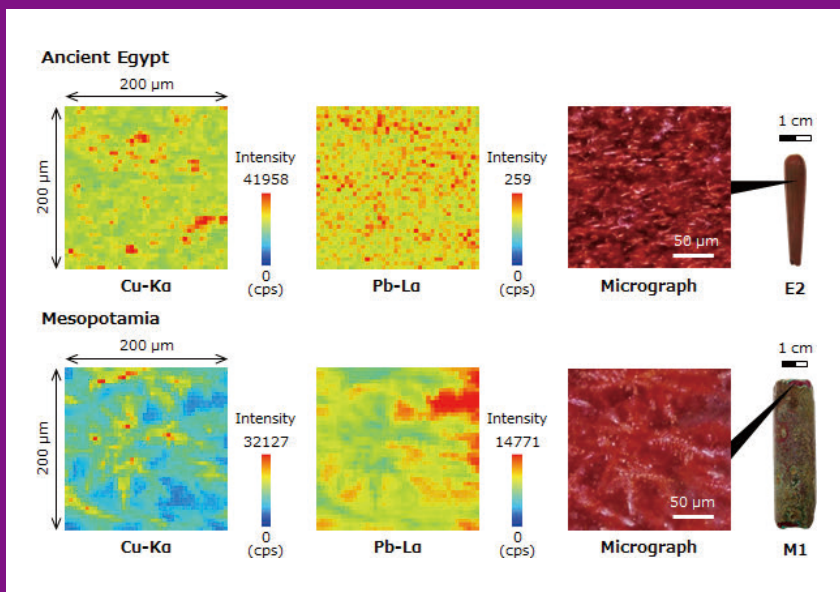 Ancient Egypt
200 µm
1 cm
200 µm
Intensity
41958
0
(cps)
Intensity
259
0
(cps)
50 µm
Cu-Kα
Pb-Lα
Micrograph
E2
Mesopotamia
200 µm
1 cm
200 µm
Intensity
32127
0
(cps)
Intensity
14771
0
(cps)
50 µm
Cu-Kα
Pb-Lα
Micrograph
M1